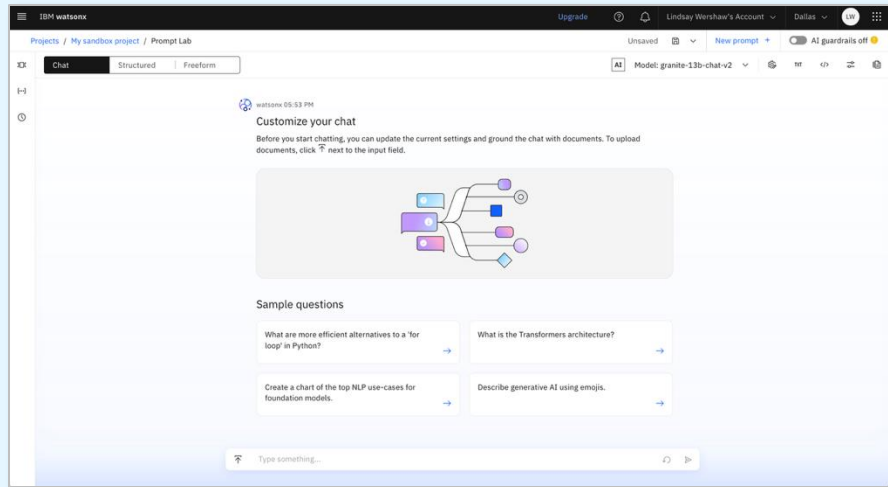 IBM watsonx
Upgrade
Lindsay Wershaw's Account
Dallas
LW
Projects / My sandbox project / Prompt Lab
Unsaved
New prompt +
AI guardrails off
Chat
Structured
Freeform
AI
Model: granite-13b-chat-v2
watsonx 05:53 PM
Customize your chat
Before you start chatting, you can update the current settings and ground the chat with documents. To upload
documents, click next to the input field.
Sample questions
What are more efficient alternatives to a 'for
loop' in Python?
What is the Transformers architecture?
Create a chart of the top NLP use-cases for
foundation models.
Describe generative AI using emojis.
Type something...